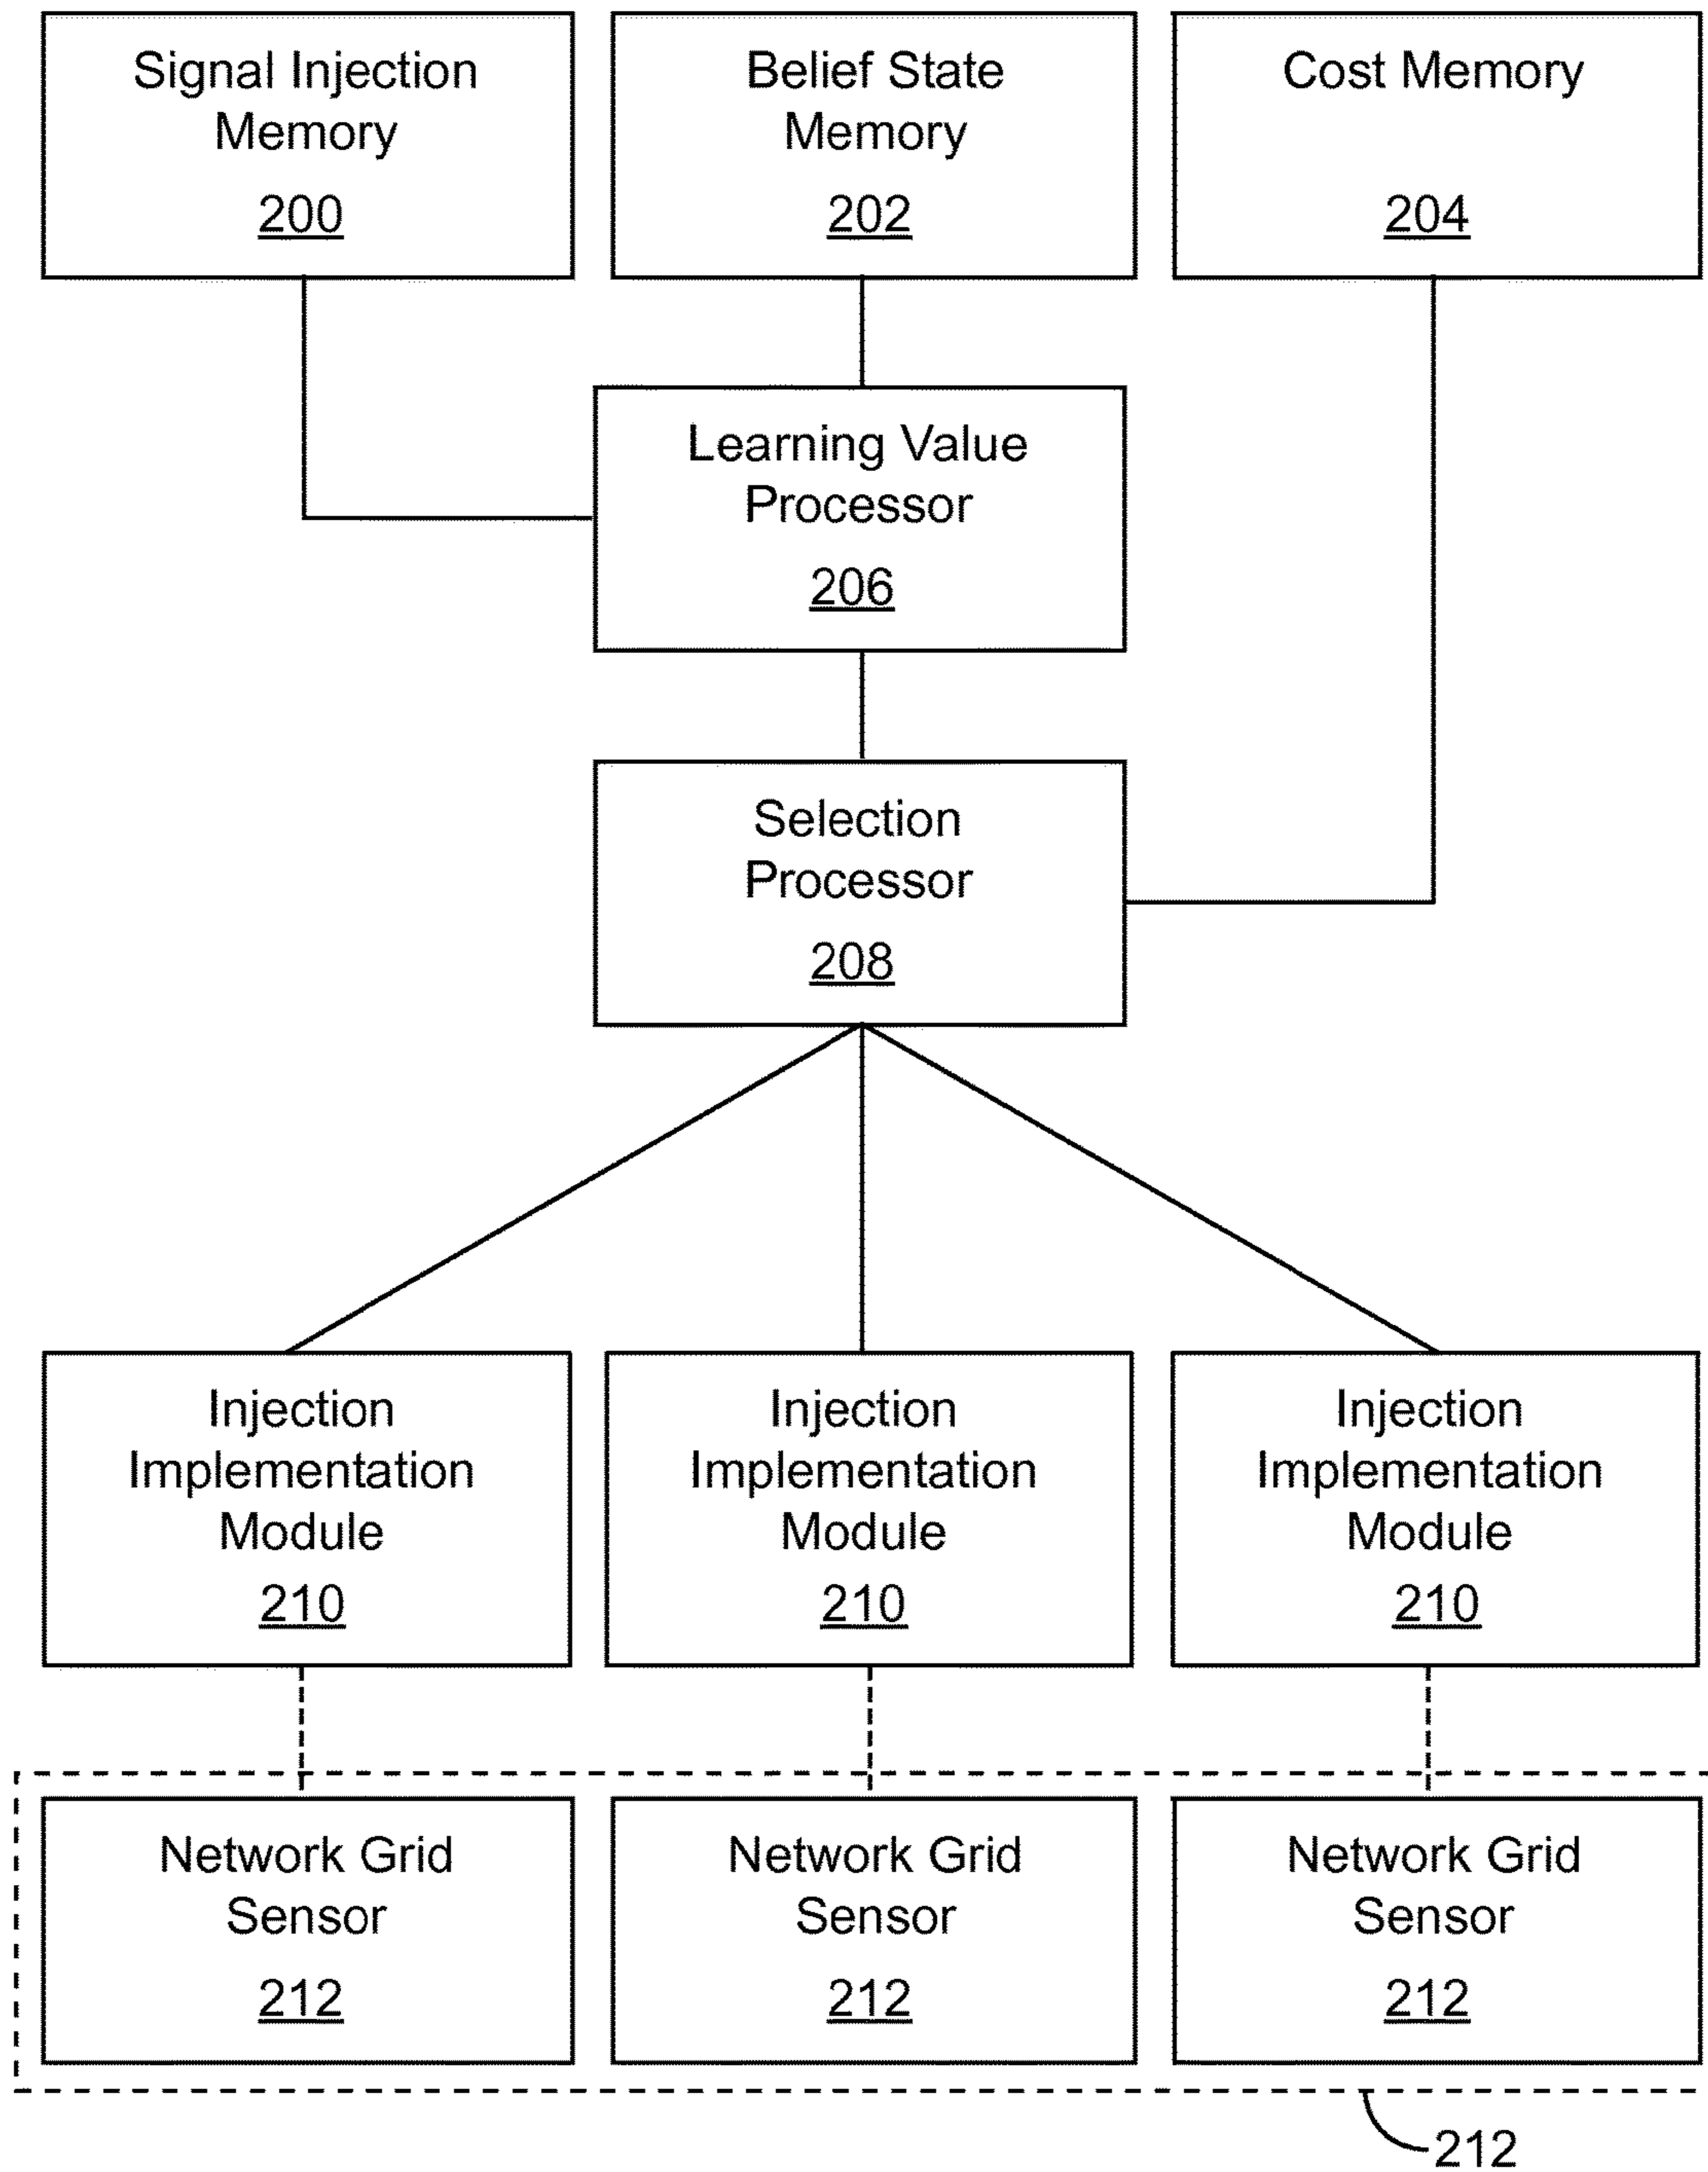 Signal Injection
Memory
200
Belief State
Memory
202
Cost Memory
204
Learning Value
Processor
206
Selection
Processor
208
Injection
Implementation
Module
210
Injection
Implementation
Module
210
Injection
Implementation
Module
210
Network Grid
Sensor
212
Network Grid
Sensor
212
Network Grid
Sensor
212
212